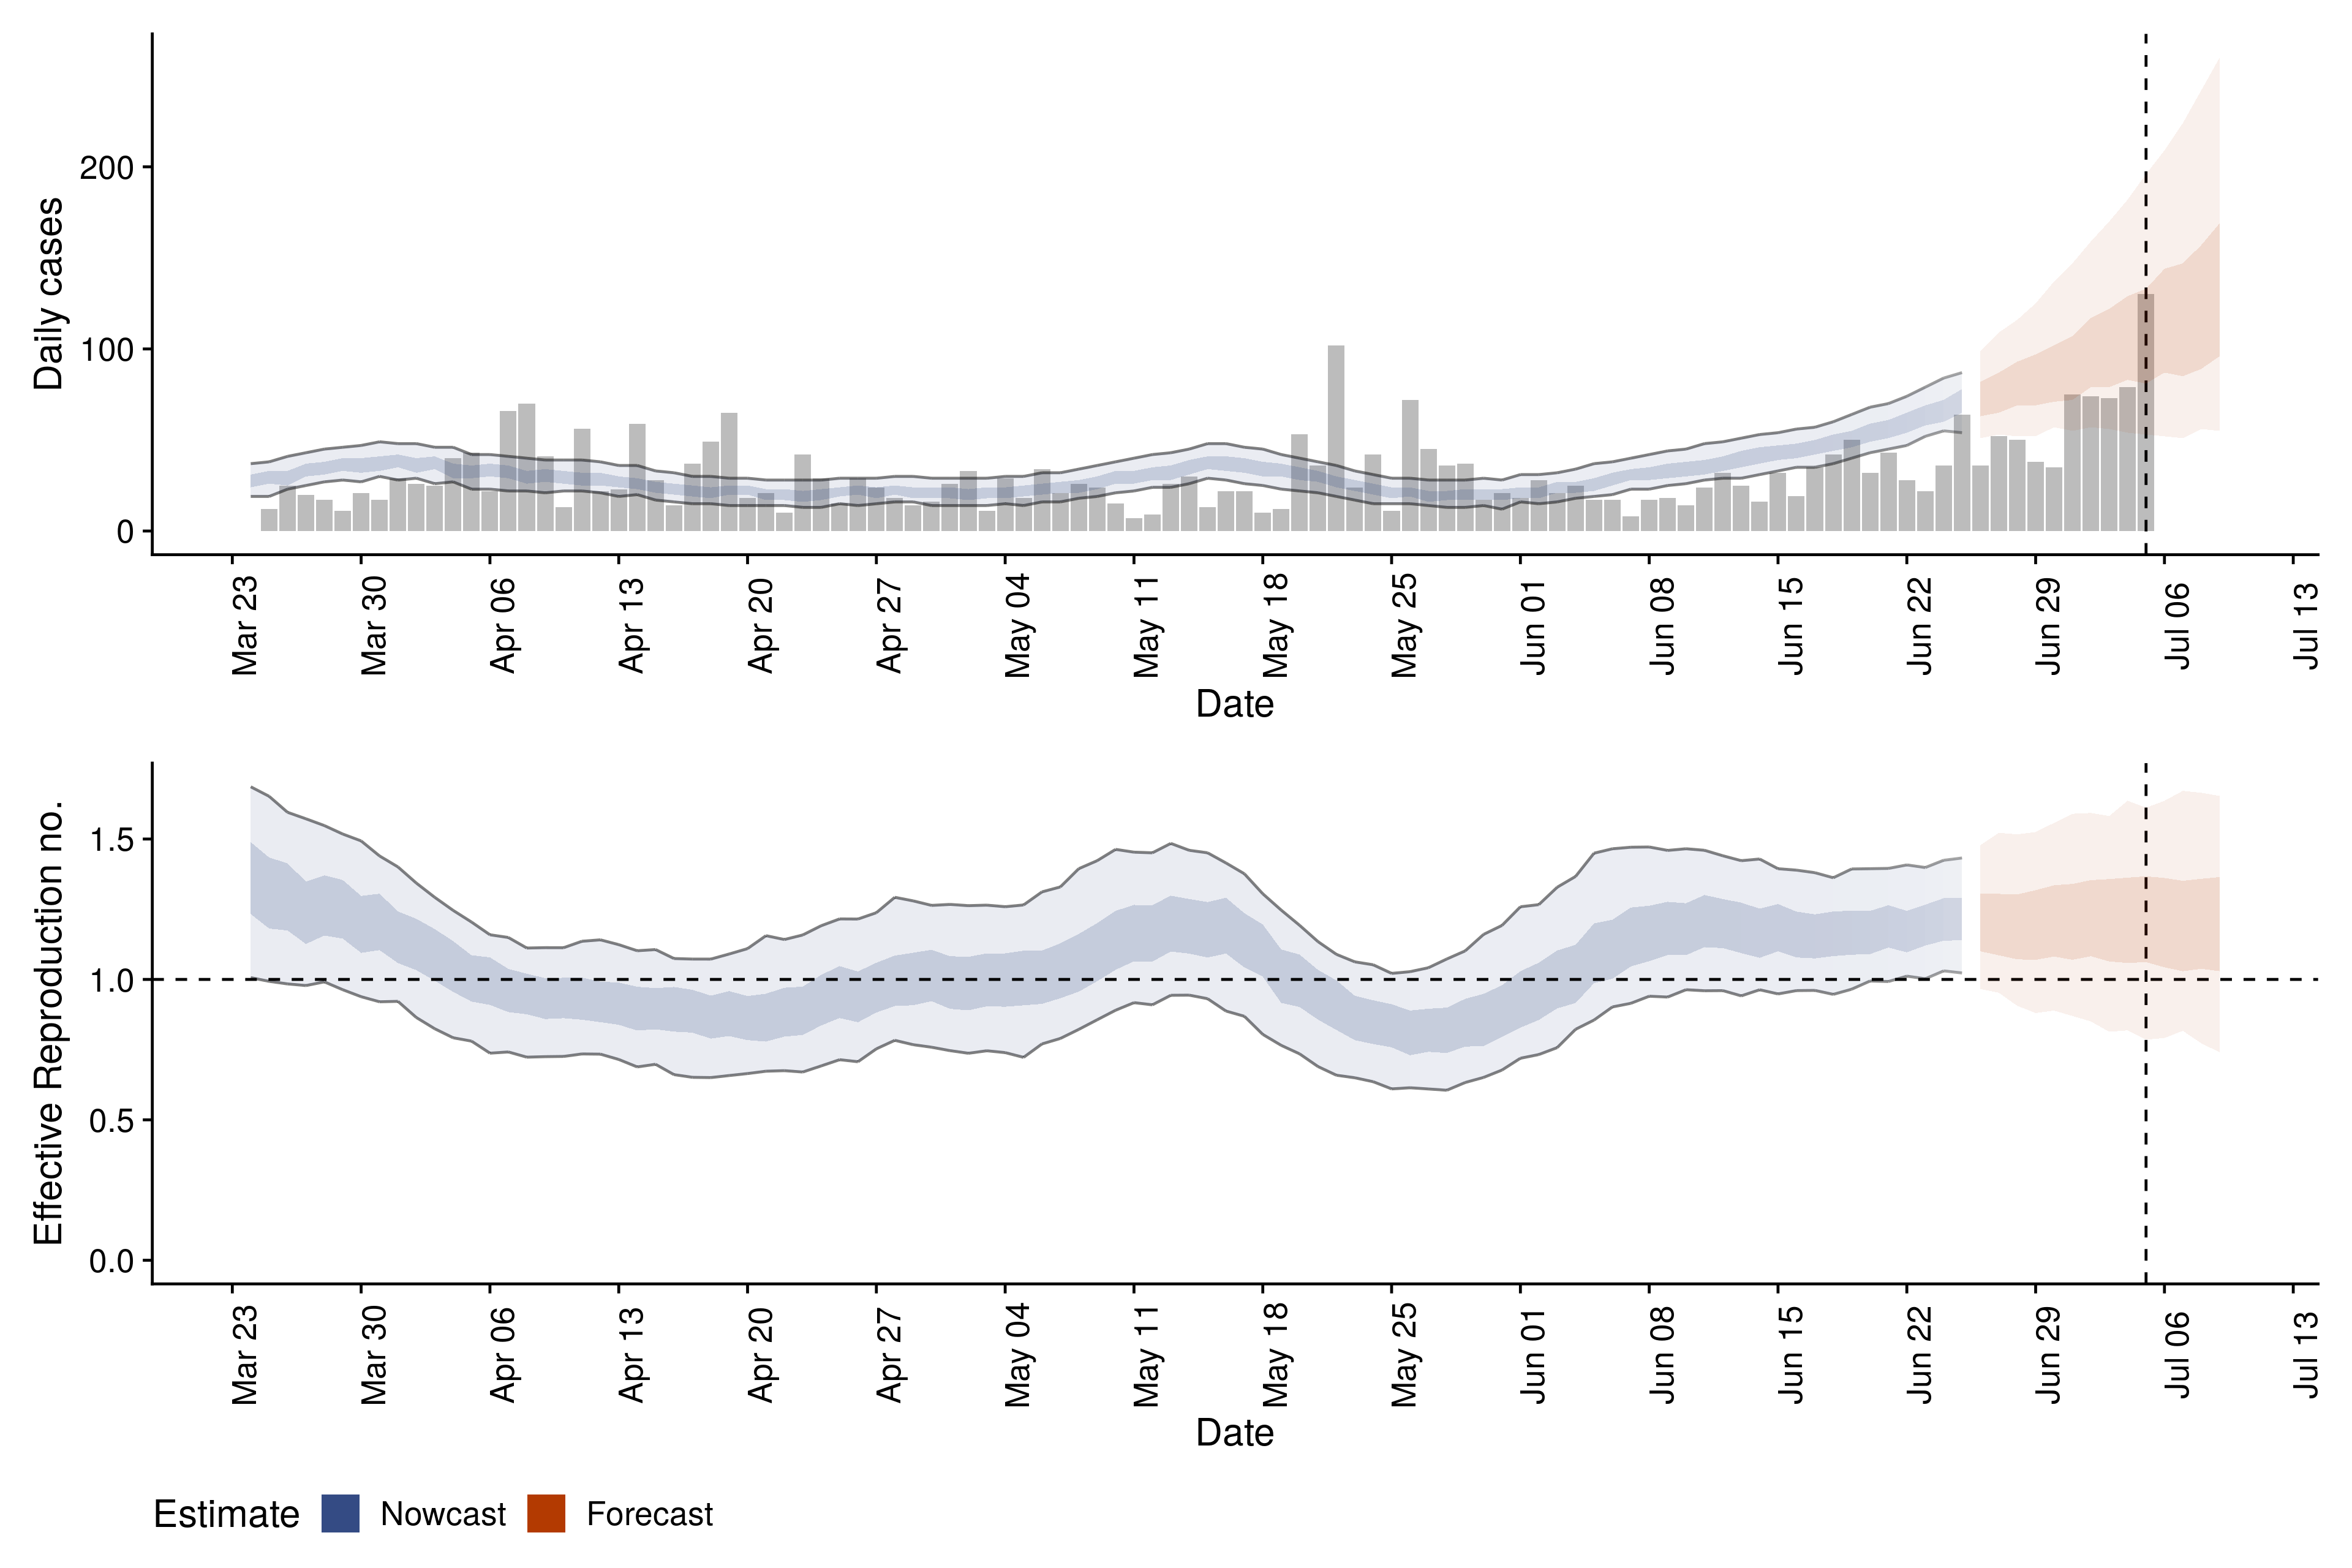 Daily cases
200
100
0
Mar 23
Mar 30
Apr 06
Apr 13
Apr 20
Apr 27
May 04
May 11
May 18
May 25
Jun 01
Jun 08
Jun 15
Jun 22
Jun 29
Jul 06
Jul 13
Date
Effective Reproduction no.
1.5
1.0
0.5
0.0
Mar 23
Mar 30
Apr 06
Apr 13
Apr 20
Apr 27
May 04
May 11
May 18
May 25
Jun 01
Jun 08
Jun 15
Jun 22
Jun 29
Jul 06
Jul 13
Date
Estimate Nowcast Forecast